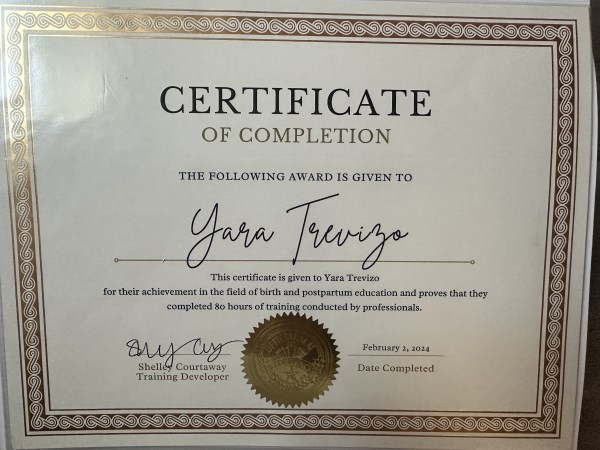 CERTIFICATE
OF COMPLETION
THE FOLLOWING AWARD IS GIVEN TO
Yara Trevizo
This certificate is given to Yara Trevizo
for their achievement in the field of birth and postpartum education and proves that they
completed 80 hours of training conducted by professionals.
Shelley Courtaway
Training Developer
February 2, 2024
Date Completed